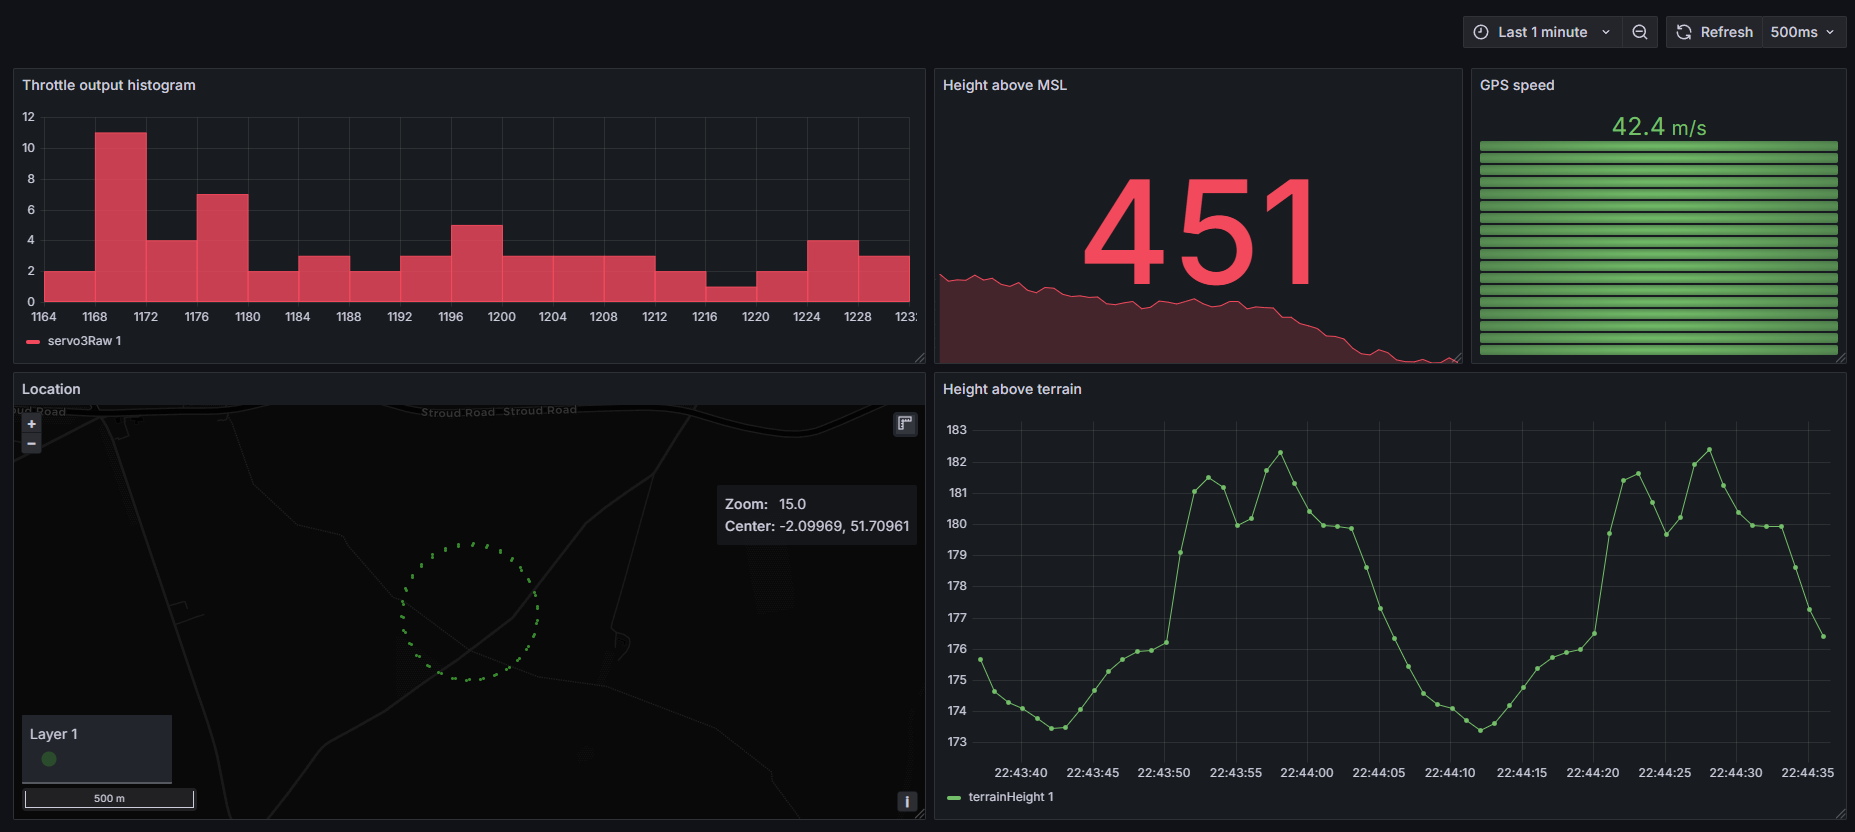 Last 1 minute
Refresh
500ms
Throttle output histogram
12
10
8
6
4
2
0
1164 1168 1172 1176 1180 1184 1188 1192 1196 1200 1204 1208 1212 1216 1220 1224 1228
servo3Raw 1
Height above MSL
451
GPS speed
42.4 m/s
Location
Road
Stroud Road Stroud Road
+
−
Zoom: 15.0
Center: -2.09969, 51.70961
Layer 1
500 m
i
Height above terrain
183
182
181
180
179
178
177
176
175
174
173
22:43:40 22:43:45 22:43:50 22:43:55 22:44:00 22:44:05 22:44:10 22:44:15 22:44:20 22:44:25 22:44:30 22:44:35
terrainHeight 1